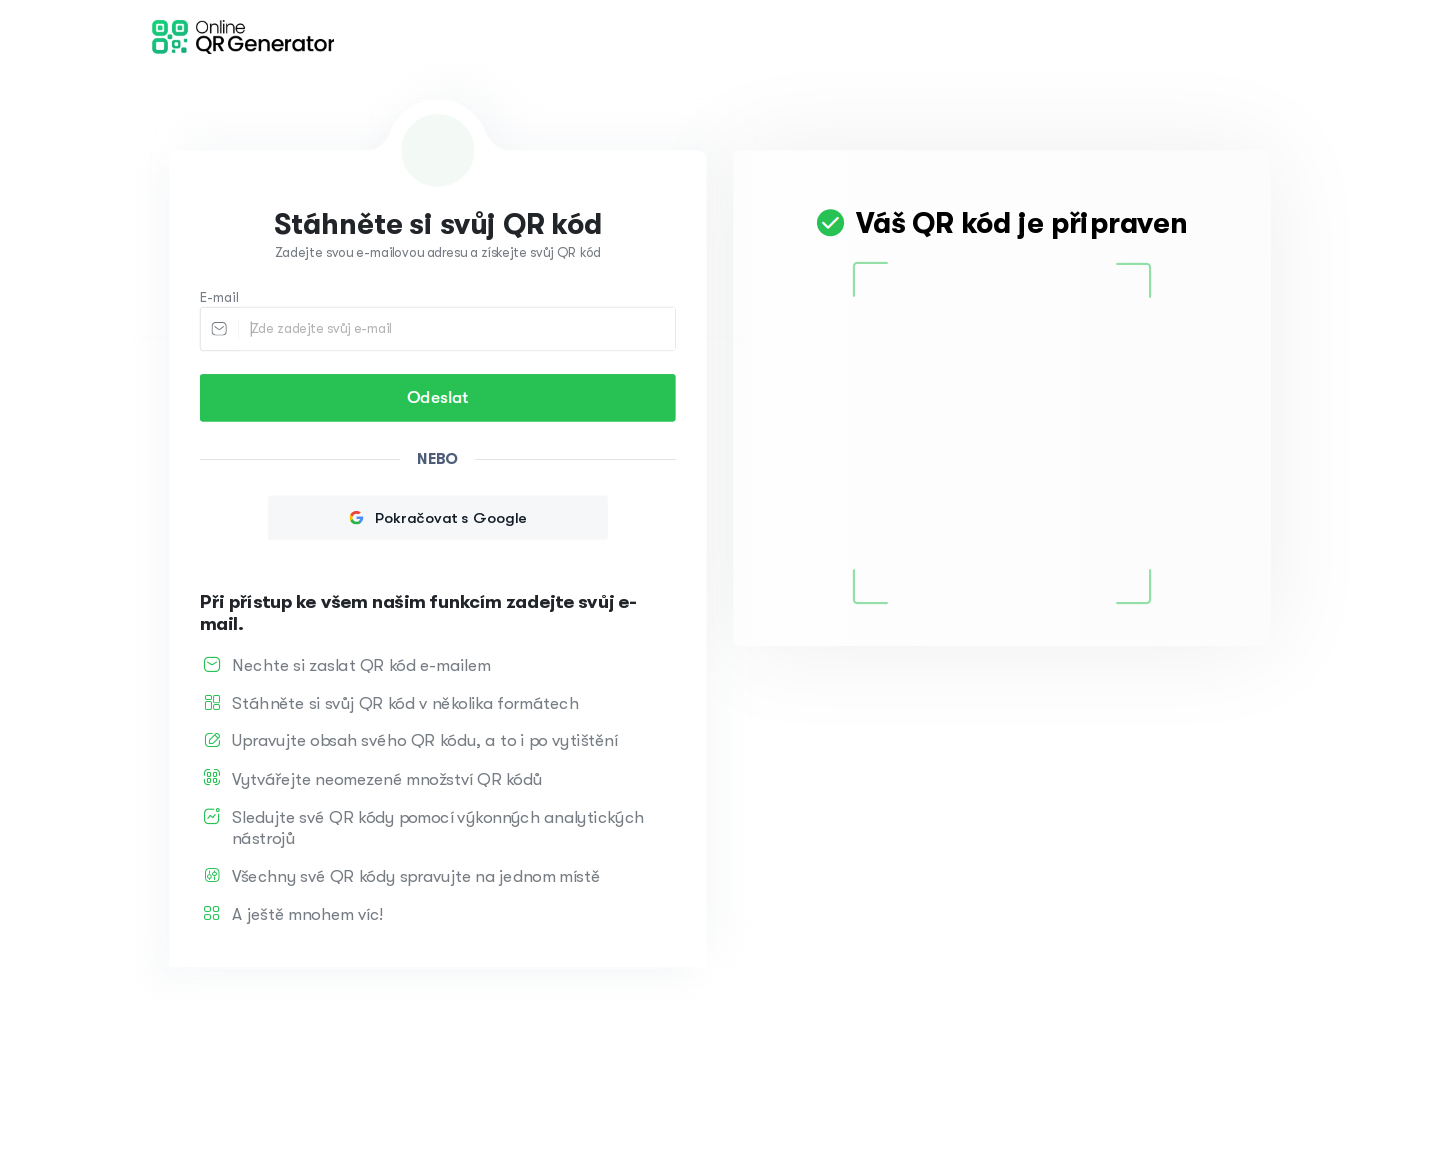 Online
QR Generator
Stáhněte si svůj QR kód
Zadejte svou e-mailovou adresu a získejte svůj QR kód
E-mail
Zde zadejte svůj e-mail
Odeslat
NEBO
Pokračovat s Google
Při přístup ke všem našim funkcím zadejte svůj e-
mail.
Nechte si zaslat QR kód e-mailem
Stáhněte si svůj QR kód v několika formátech
Upravujte obsah svého QR kódu, a to i po vytištění
Vytvářejte neomezené množství QR kódů
Sledujte své QR kódy pomocí výkonných analytických
nástrojů
Všechny své QR kódy spravujte na jednom místě
A ještě mnohem víc!
Váš QR kód je připraven